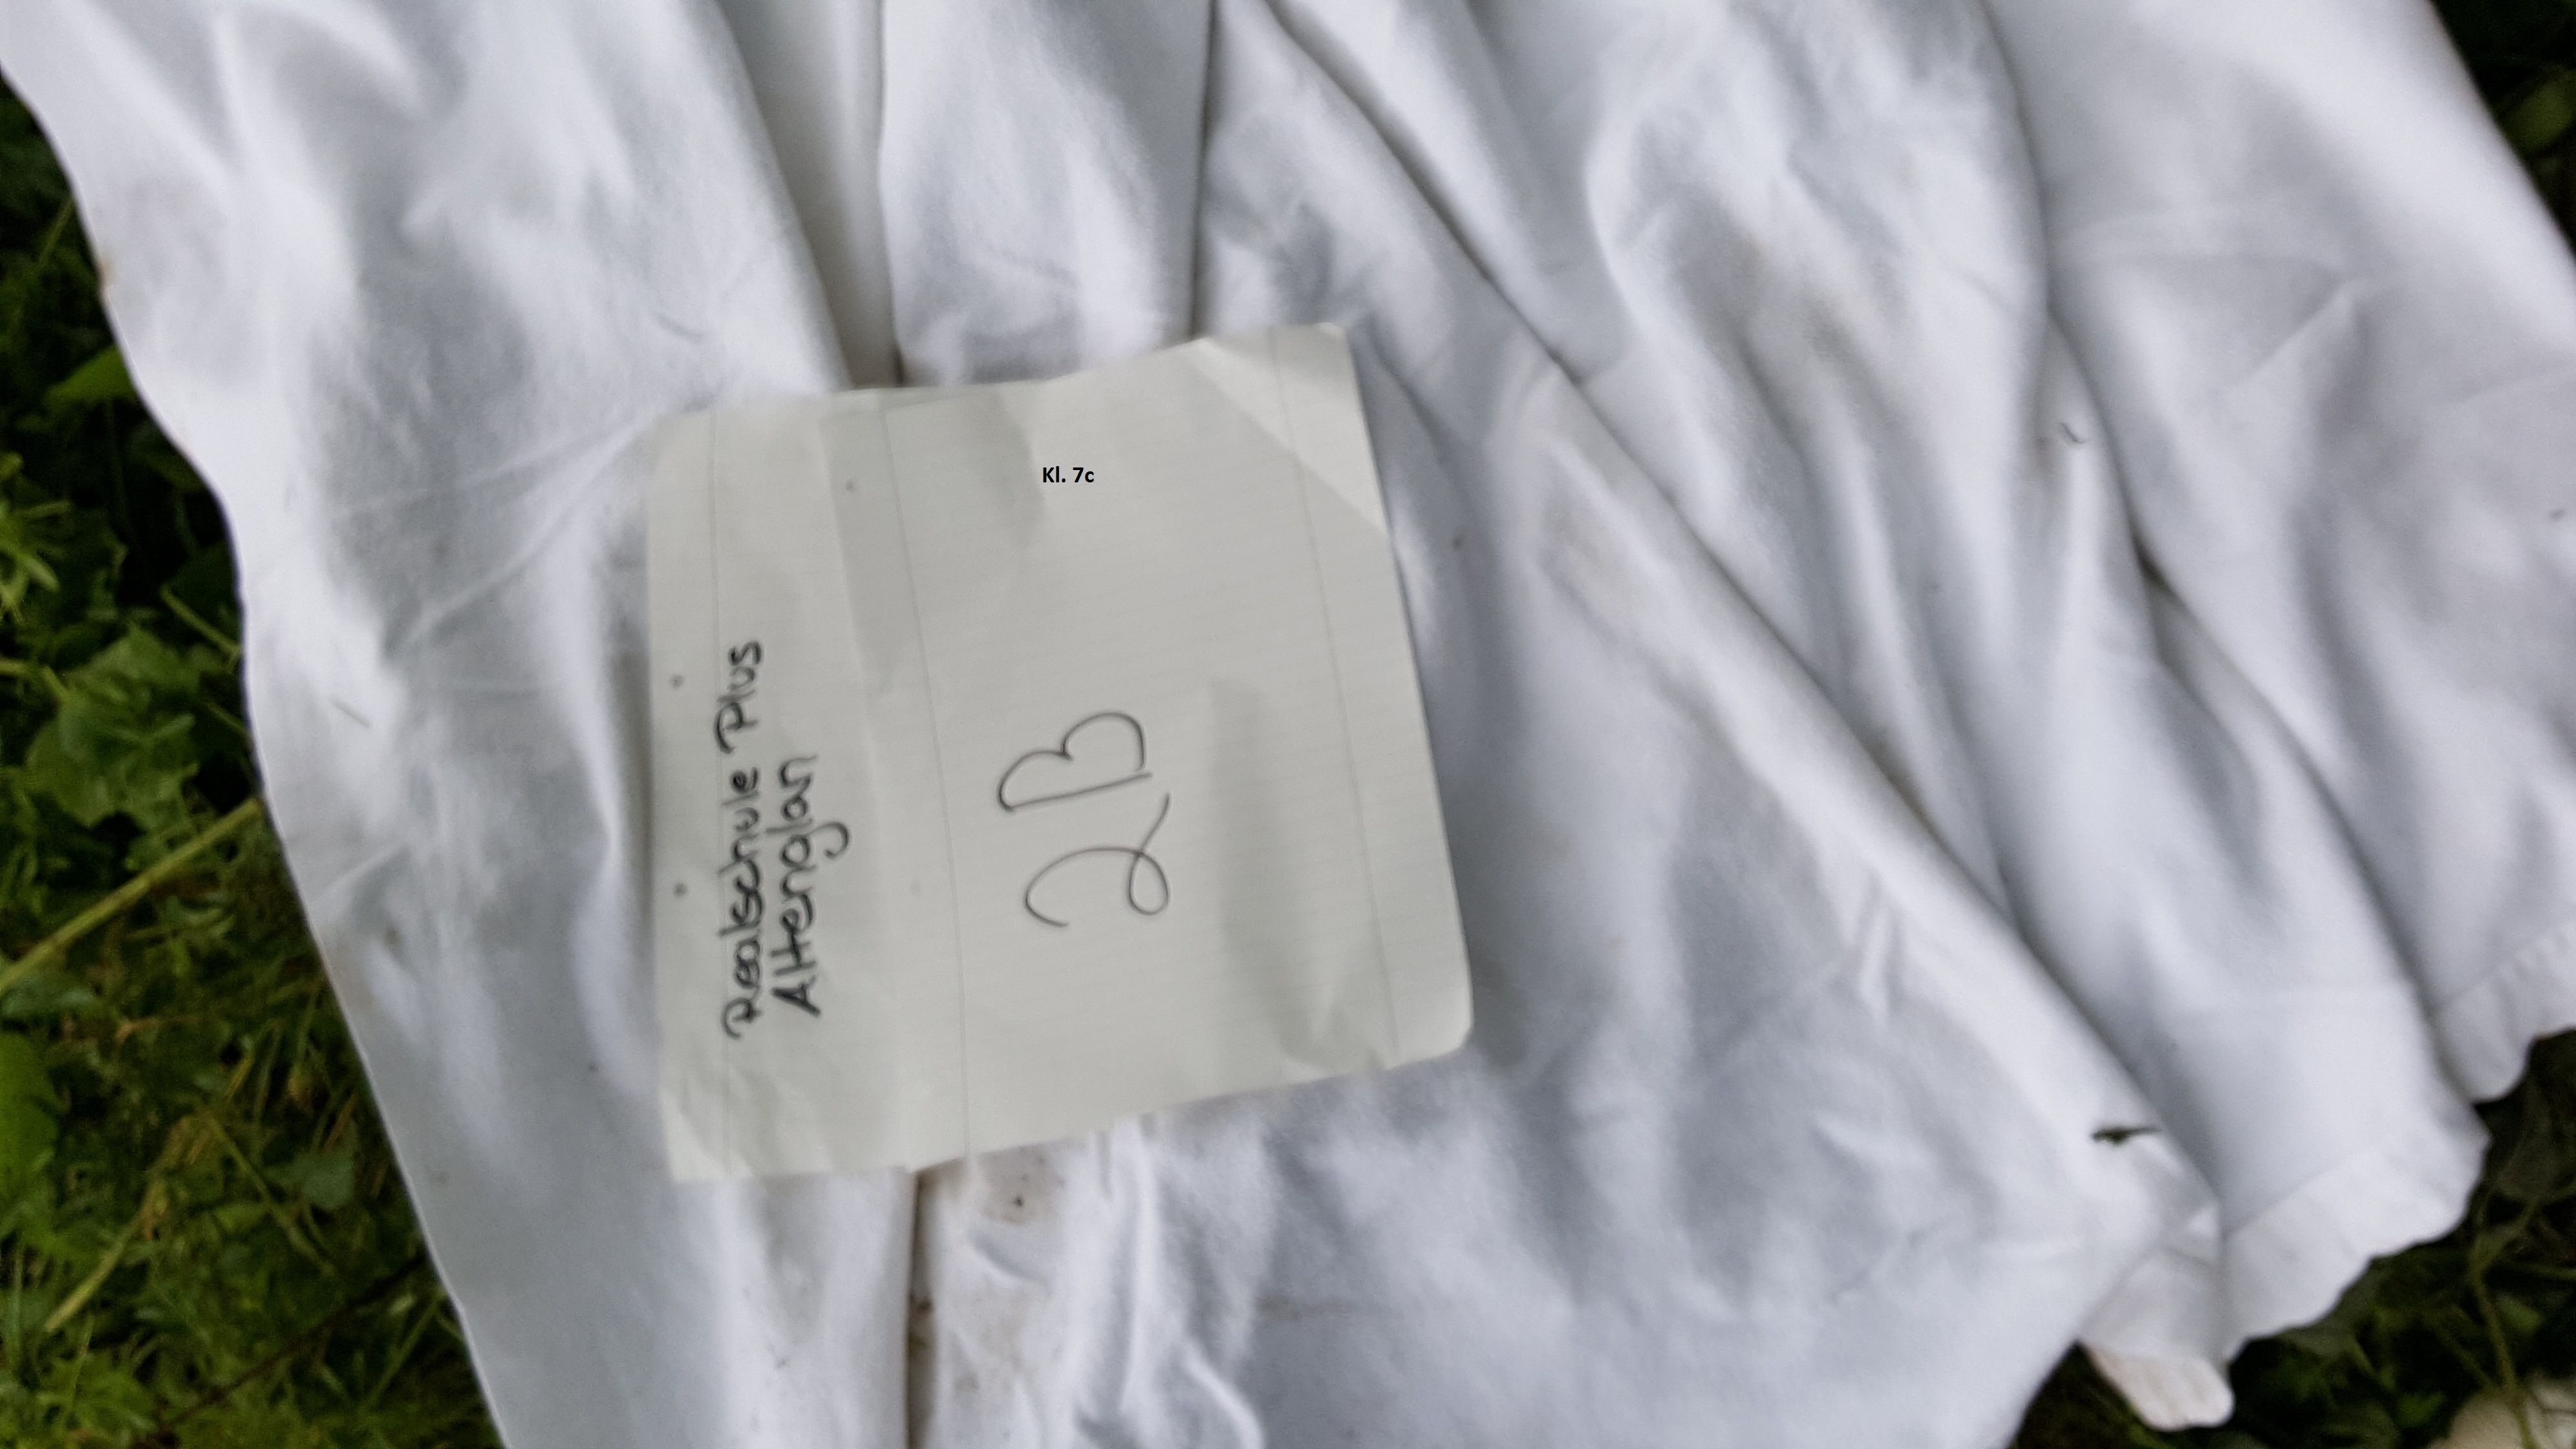 Kl. 7c
Realschule Plus
Altenglan
2B